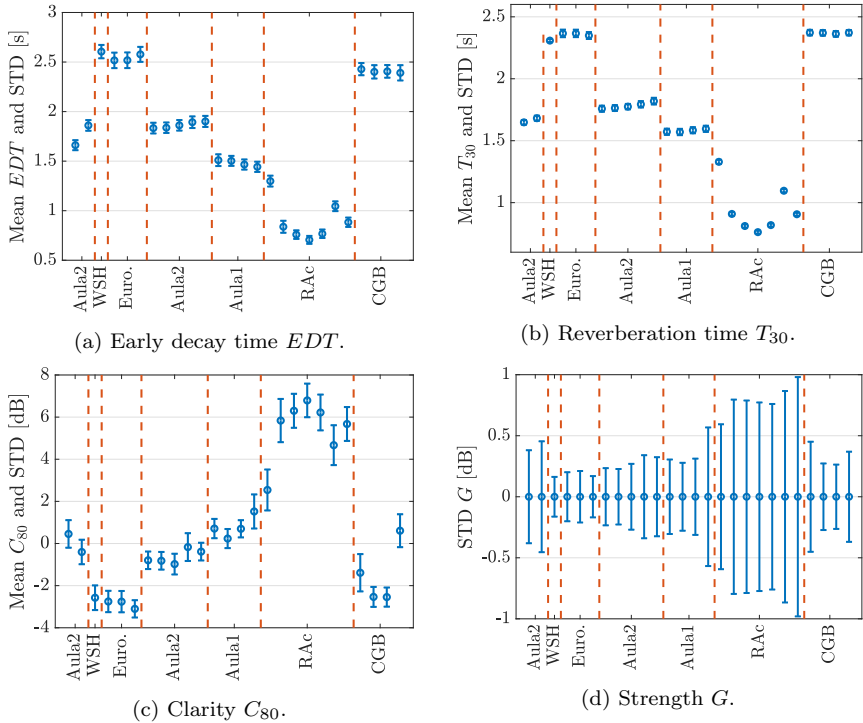 2.5
2
1.5
1
0.5
Mean EDT and STD [s]
Aula2
WSH
Euro.
Aula2
Aula1
RAc
CGB
(a) Early decay time EDT.
2.5
2
1.5
1
Mean T30 and STD [s]
Aula2
WSH
Euro.
Aula2
Aula1
RAc
CGB
(b) Reverberation time T30.
8
6
4
2
0
-2
-4
Mean C80 and STD [dB]
Aula2
WSH
Euro.
Aula2
Aula1
RAc
CGB
(c) Clarity C80.
1
0.5
0
-0.5
-1
STD G [dB]
Aula2
WSH
Euro.
Aula2
Aula1
RAc
CGB
(d) Strength G.